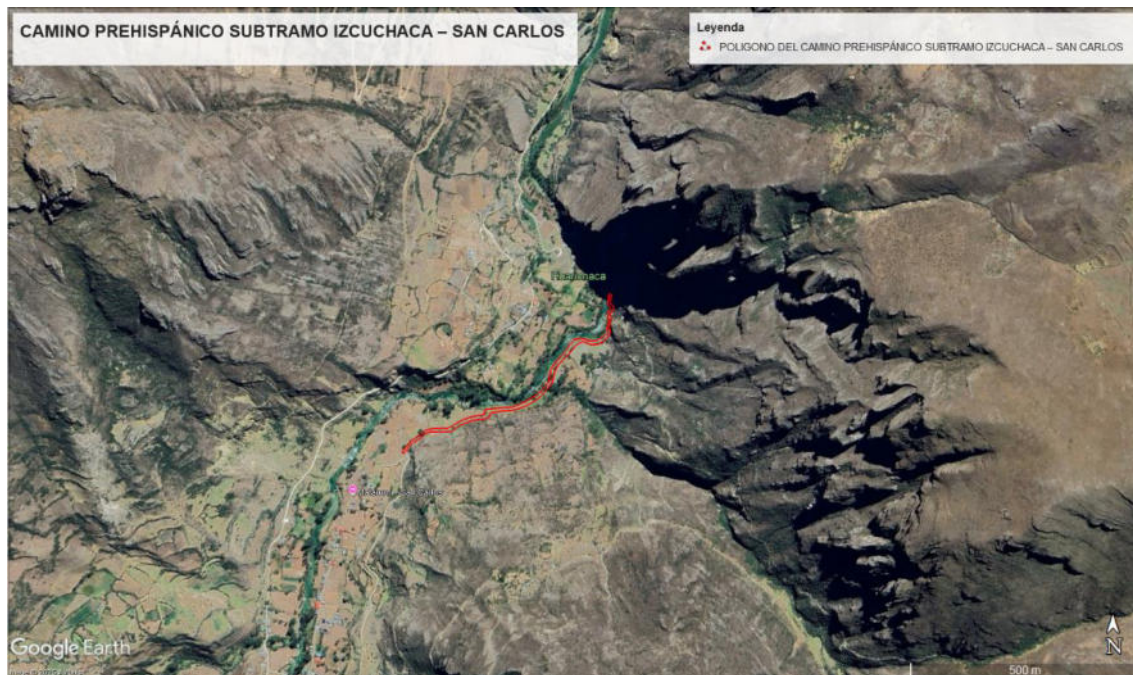 CAMINO PREHISPÁNICO SUBTRAMO IZCUCHACA – SAN CARLOS
Leyenda
POLIGONO DEL CAMINO PREHISPÁNICO SUBTRAMO IZCUCHACA – SAN CARLOS
Google Earth
N
500 m